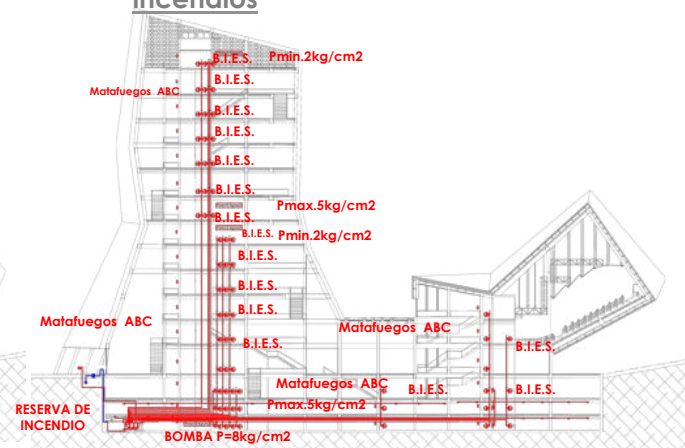 incendios
B.I.E.S. Pmin.2kg/cm2
B.I.E.S.
Matafuegos ABC
B.I.E.S.
B.I.E.S.
B.I.E.S.
B.I.E.S.
Pmax.5kg/cm2
B.I.E.S.
B.I.E.S. Pmin.2kg/cm2
B.I.E.S.
B.I.E.S.
B.I.E.S.
Matafuegos ABC
Matafuegos ABC
B.I.E.S.
B.I.E.S.
Matafuegos ABC
B.I.E.S.
B.I.E.S.
Pmax.5kg/cm2
RESERVA DE
INCENDIO
BOMBA P=8kg/cm2